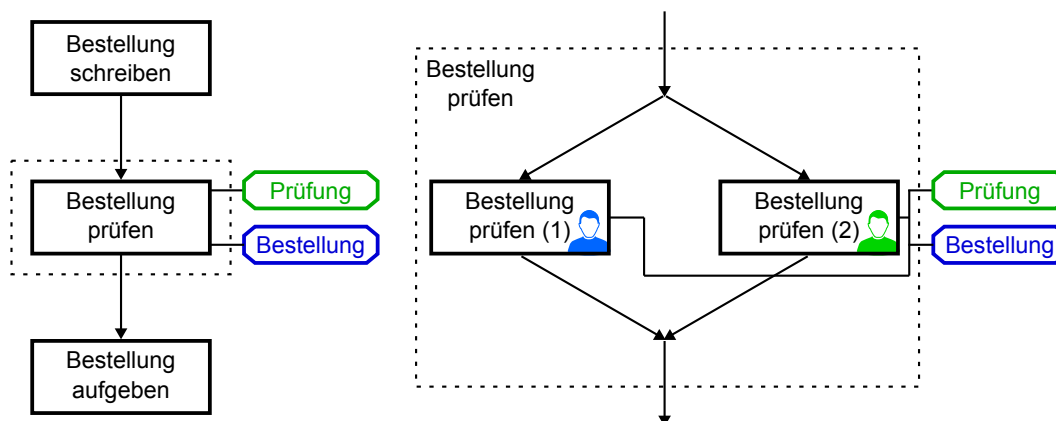 Bestellung
schreiben
Bestellung
prüfen
Prüfung
Bestellung
Bestellung
aufgeben
Bestellung
prüfen
Bestellung
prüfen (1)
Bestellung
prüfen (2)
Prüfung
Bestellung